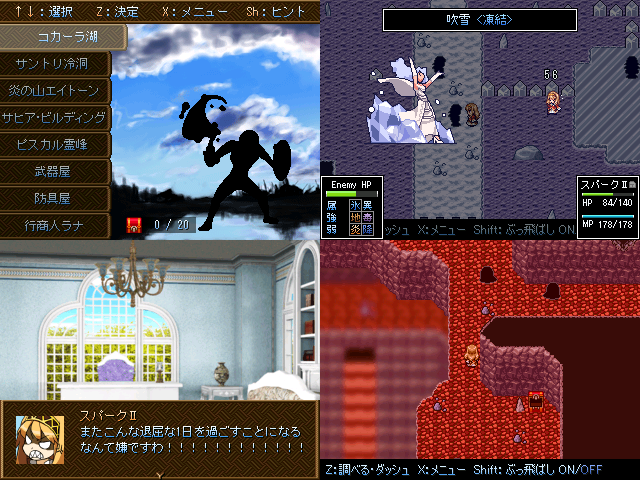 ↑↓：選択　Z：決定　X：メニュー　Sh：ヒント
コカーラ湖
サントリ冷洞
炎の山エイトーン
サヒア・ビルディング
ピスカル霊峰
武器屋
防具屋
行商人ラナ
0 / 20
吹雪 <凍結>
56
Enemy HP
属 氷 異
強 地 毒
弱 炎 隆
スパークⅡ
HP 84/140
MP 178/178
ッシュ X:メニュー Shift: ぶっ飛ばし ON
スパークⅡ
またこんな退屈な1日を過ごすことになる
なんて嫌ですわ！！！！！！！！！！！！
Z:調べる・ダッシュ X:メニュー Shift: ぶっ飛ばし ON/OFF